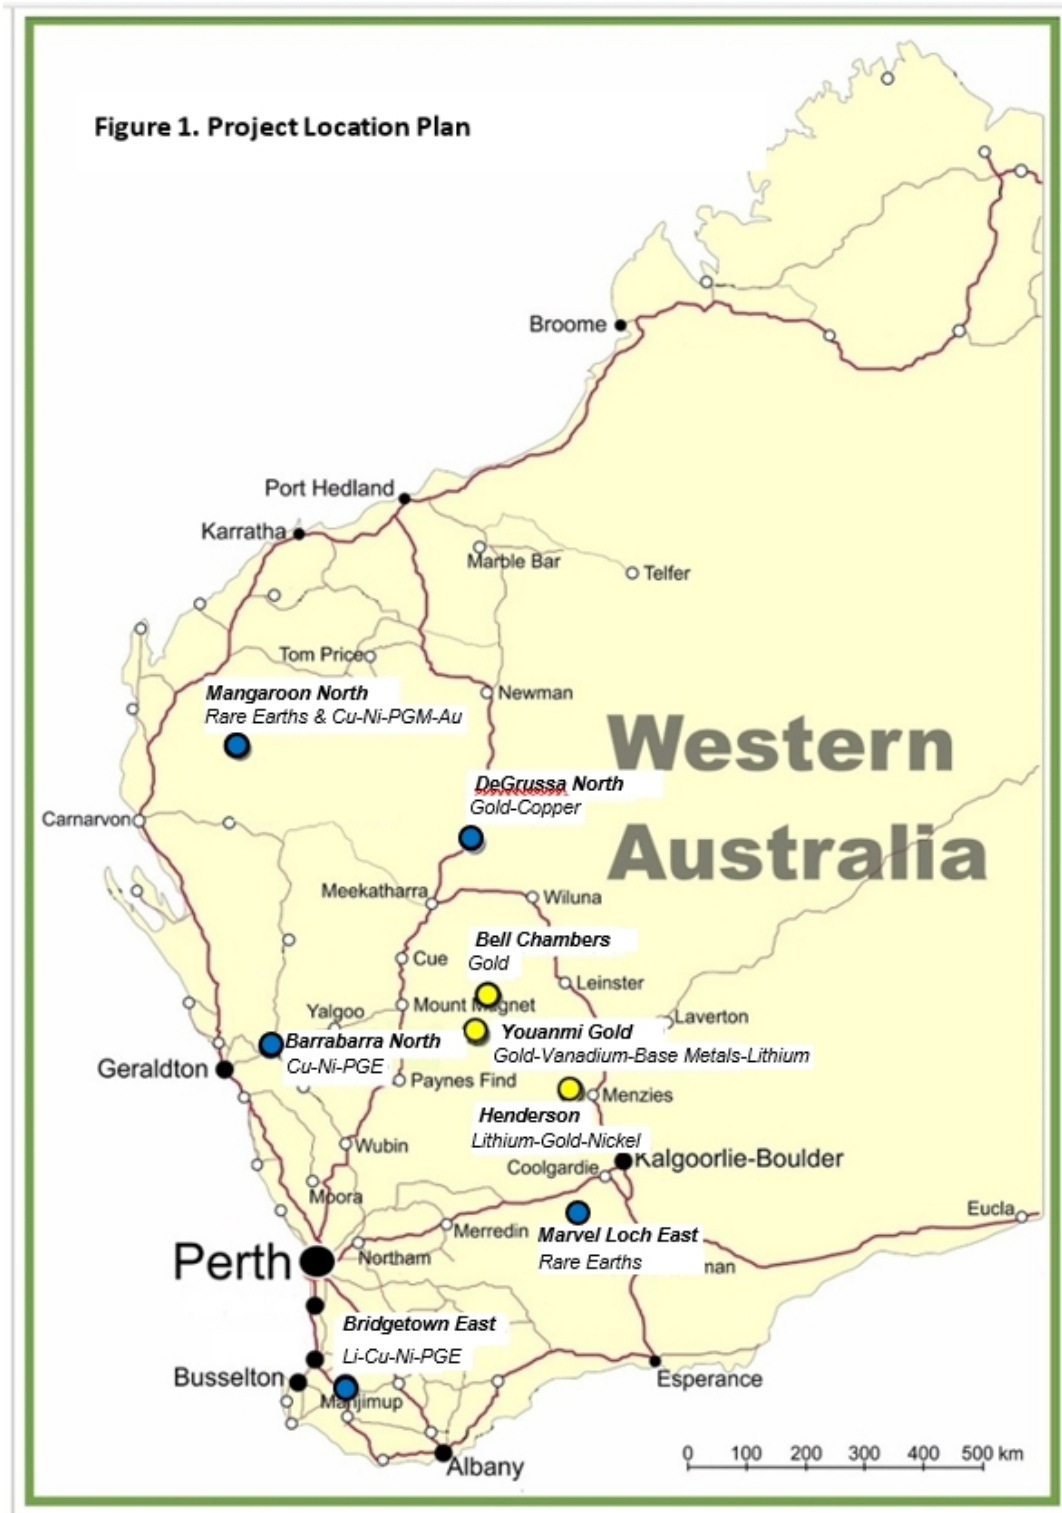 Figure 1. Project Location Plan
Broome
Port Hedland
Karratha
Marble Bar
Telfer
Tom Price
Newman
Mangaroon North
Rare Earths & Cu-Ni-PGM-Au
Western
Australia
DeGrussa North
Gold-Copper
Carnarvon
Meekatharra
Wiluna
Bell Chambers
Gold
Cue
Leinster
Mount Magnet
Yalgoo
Laverton
Youanmi Gold
Gold-Vanadium-Base Metals-Lithium
Barrabarra North
Cu-Ni-PGE
Geraldton
Paynes Find
Menzies
Henderson
Lithium-Gold-Nickel
Wubin
Kalgoorlie-Boulder
Coolgardie
Moora
Eucla
Merredin
Marvel Loch East
Rare Earths
Perth
Northam
man
Bridgetown East
Li-Cu-Ni-PGE
Busselton
Manjimup
Esperance
Albany
0 100 200 300 400 500 km